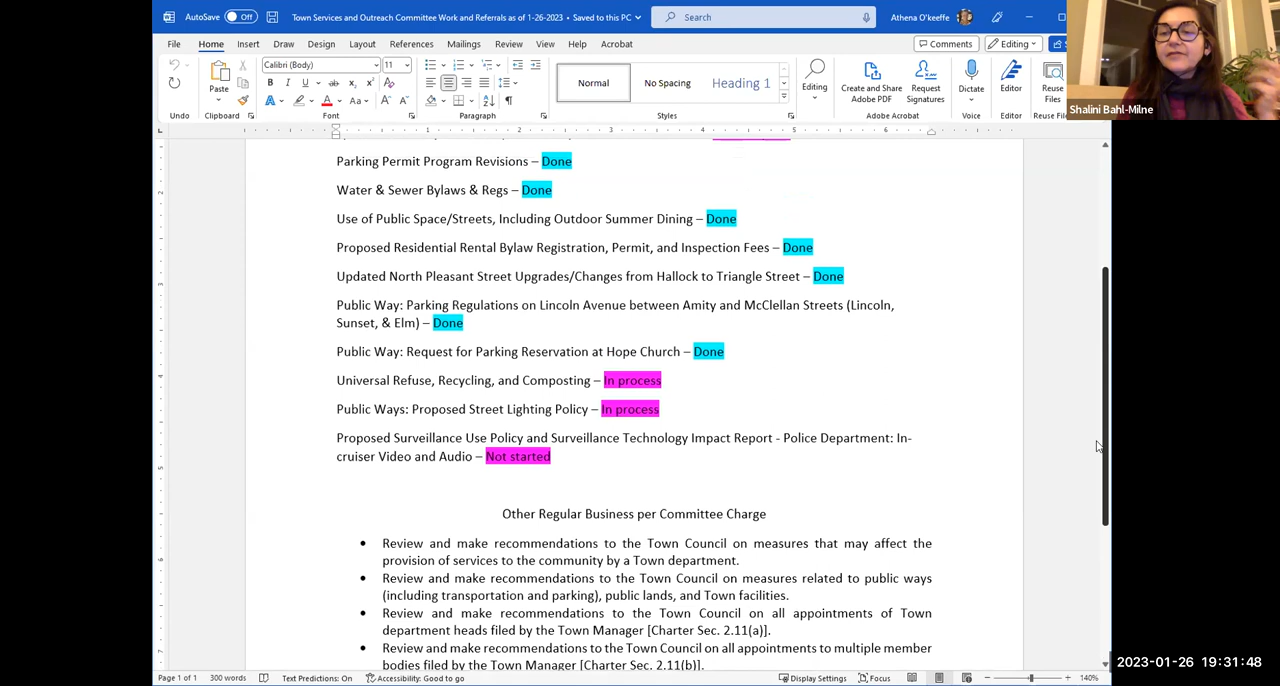 AutoSave Off Town Services and Outreach Committee Work and Referrals as of 1-26-2023 • Saved to this PC Search Athena O'keeffe
File Home Insert Draw Design Layout References Mailings Review View Help Acrobat Comments Editing
Calibri (Body) 11
Paste
Normal No Spacing Heading 1
Editing
Create and Share Adobe PDF
Request Signatures
Dictate
Editor
Reuse Files
Undo Clipboard Font Paragraph Styles Adobe Acrobat Voice Editor Reuse Files
Shalini Bahl-Milne
Parking Permit Program Revisions – Done
Water & Sewer Bylaws & Regs – Done
Use of Public Space/Streets, Including Outdoor Summer Dining – Done
Proposed Residential Rental Bylaw Registration, Permit, and Inspection Fees – Done
Updated North Pleasant Street Upgrades/Changes from Hallock to Triangle Street – Done
Public Way: Parking Regulations on Lincoln Avenue between Amity and McClellan Streets (Lincoln,
Sunset, & Elm) – Done
Public Way: Request for Parking Reservation at Hope Church – Done
Universal Refuse, Recycling, and Composting – In process
Public Ways: Proposed Street Lighting Policy – In process
Proposed Surveillance Use Policy and Surveillance Technology Impact Report - Police Department: In-
cruiser Video and Audio – Not started
Other Regular Business per Committee Charge
• Review and make recommendations to the Town Council on measures that may affect the
provision of services to the community by a Town department.
• Review and make recommendations to the Town Council on measures related to public ways
(including transportation and parking), public lands, and Town facilities.
• Review and make recommendations to the Town Council on all appointments of Town
department heads filed by the Town Manager [Charter Sec. 2.11(a)].
• Review and make recommendations to the Town Council on all appointments to multiple member
bodies filed by the Town Manager [Charter Sec. 2.11(b)].
Page 1 of 1 300 words Text Predictions: On Accessibility: Good to go Display Settings Focus 140%
2023-01-26 19:31:48